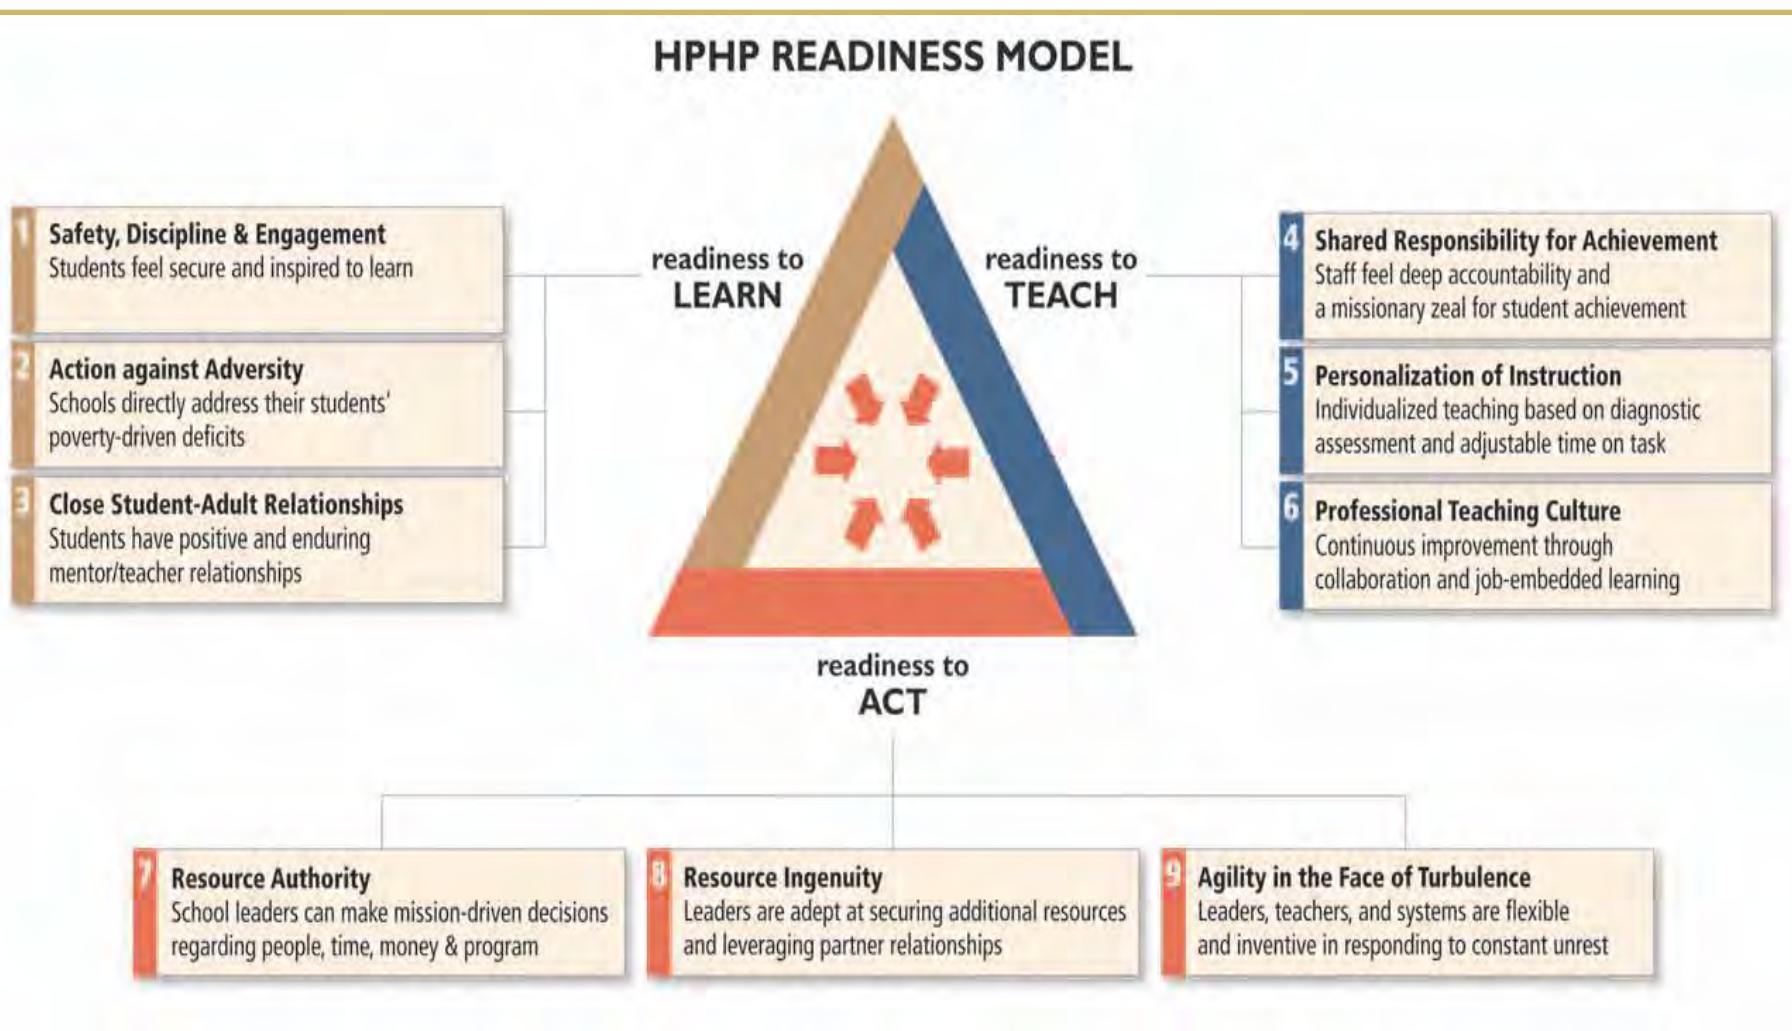 HPHP READINESS MODEL
1
Safety, Discipline & Engagement
Students feel secure and inspired to learn
2
Action against Adversity
Schools directly address their students'
poverty-driven deficits
3
Close Student-Adult Relationships
Students have positive and enduring
mentor/teacher relationships
readiness to
LEARN
readiness to
TEACH
4
Shared Responsibility for Achievement
Staff feel deep accountability and
a missionary zeal for student achievement
5
Personalization of Instruction
Individualized teaching based on diagnostic
assessment and adjustable time on task
6
Professional Teaching Culture
Continuous improvement through
collaboration and job-embedded learning
readiness to
ACT
7
Resource Authority
School leaders can make mission-driven decisions
regarding people, time, money & program
8
Resource Ingenuity
Leaders are adept at securing additional resources
and leveraging partner relationships
9
Agility in the Face of Turbulence
Leaders, teachers, and systems are flexible
and inventive in responding to constant unrest